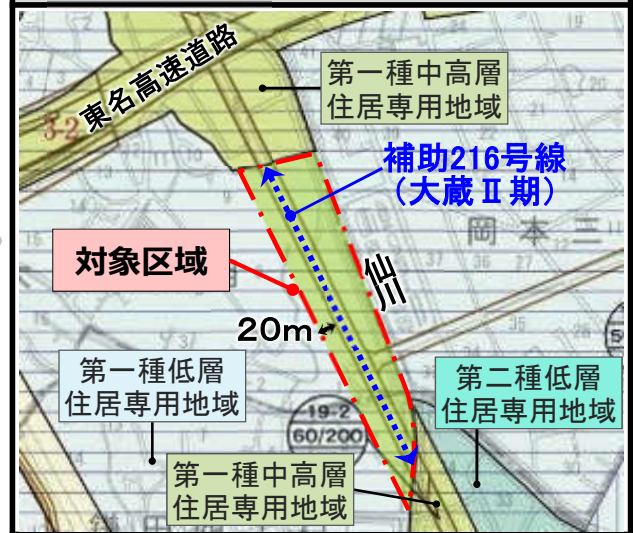 東名高速道路
3-2
第一種中高層
住居専用地域
補助216号線
(大蔵Ⅱ期)
岡本三
対象区域
仙川
20m
第一種低層
住居専用地域
19-2
60/200
第二種低層
住居専用地域
第一種中高層
住居専用地域